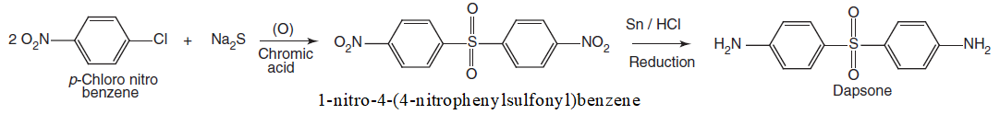 2 O₂N
Cl
+
Na₂S
(O)
Chromic
acid
O₂N
O
S
O
NO₂
Sn / HCl
Reduction
H₂N
O
S
O
NH₂
p-Chloro nitro
benzene
1-nitro-4-(4-nitrophenylsulfonyl)benzene
Dapsone